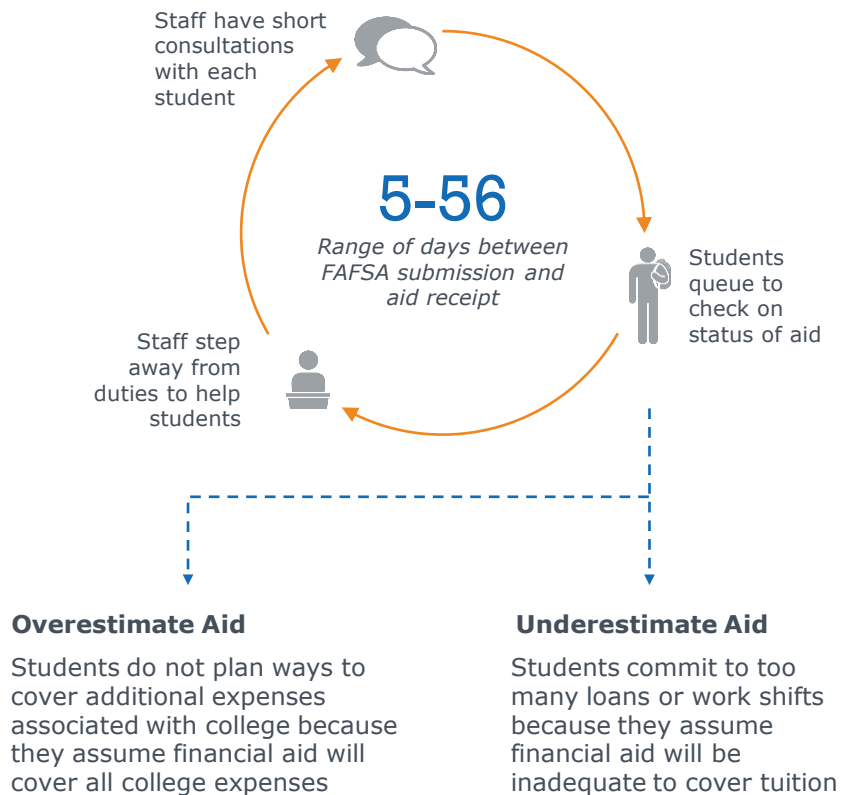 Staff have short
consultations
with each
student
5-56
Range of days between
FAFSA submission and
aid receipt
Students
queue to
check on
status of aid
Staff step
away from
duties to help
students
Overestimate Aid
Students do not plan ways to
cover additional expenses
associated with college because
they assume financial aid will
cover all college expenses
Underestimate Aid
Students commit to too
many loans or work shifts
because they assume
financial aid will be
inadequate to cover tuition